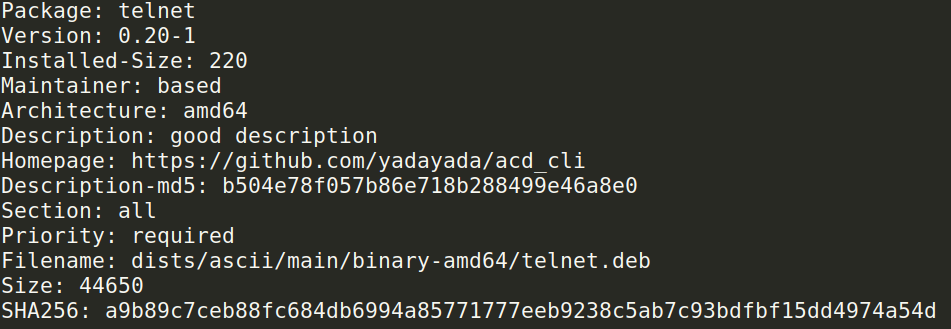 Package: telnet
Version: 0.20-1
Installed-Size: 220
Maintainer: based
Architecture: amd64
Description: good description
Homepage: https://github.com/yadayada/acd_cli
Description-md5: b504e78f057b86e718b288499e46a8e0
Section: all
Priority: required
Filename: dists/ascii/main/binary-amd64/telnet.deb
Size: 44650
SHA256: a9b89c7ceb88fc684db6994a85771777eeb9238c5ab7c93bdfbf15dd4974a54d